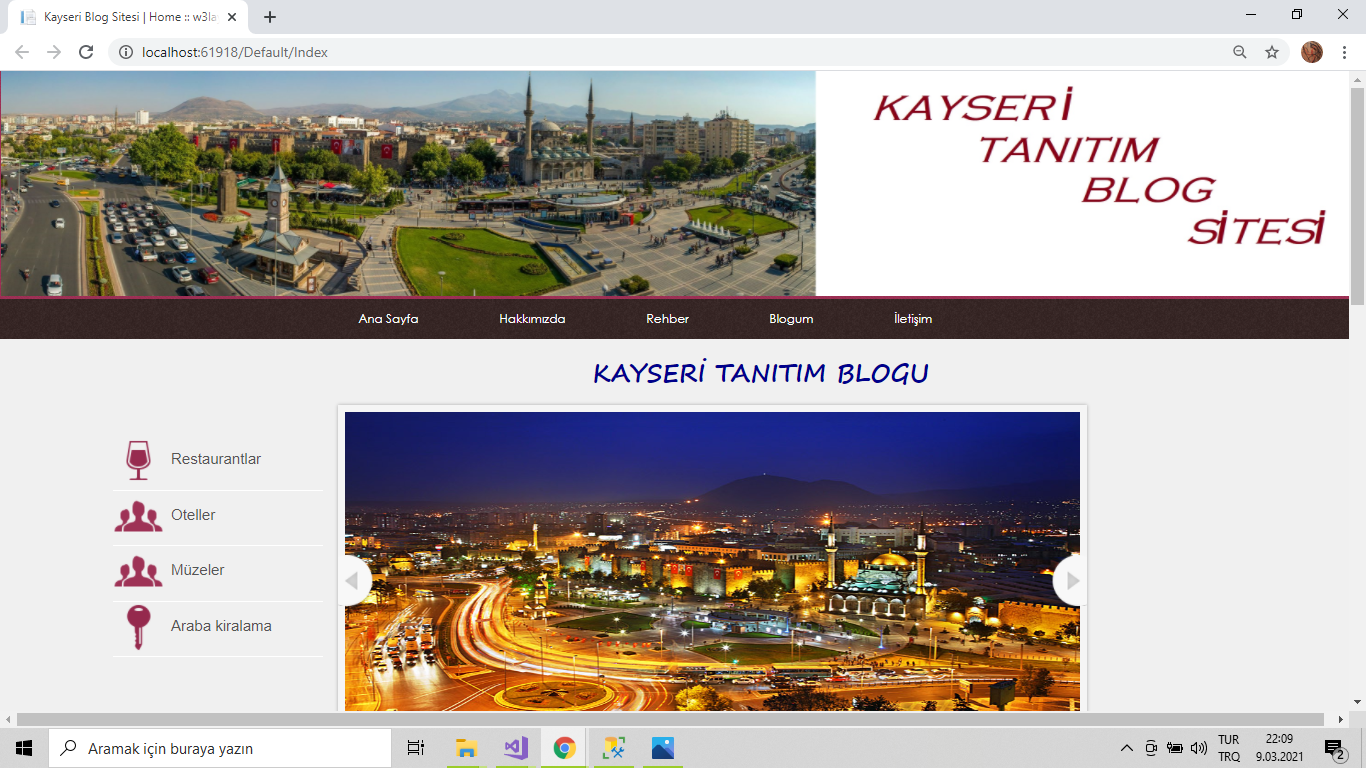 Kayseri Blog Sitesi | Home :: w3la
localhost:61918/Default/Index
KAYSERİ
TANITIM
BLOG
SİTESİ
Ana Sayfa Hakkımızda Rehber Blogum İletişim
KAYSERİ TANITIM BLOGU
Restaurantlar
Oteller
Müzeler
Araba kiralama
Aramak için buraya yazın
TUR 22:09
TRQ 9.03.2021
2